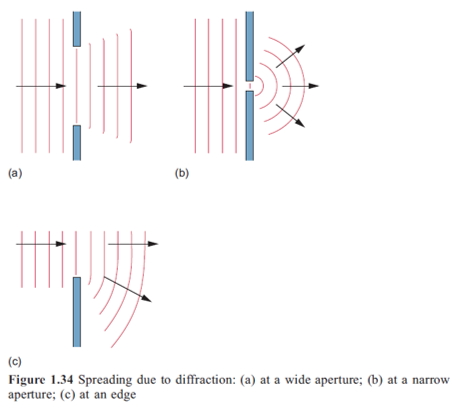 (a)
(b)
(c)
Figure 1.34 Spreading due to diffraction: (a) at a wide aperture; (b) at a narrow
aperture; (c) at an edge